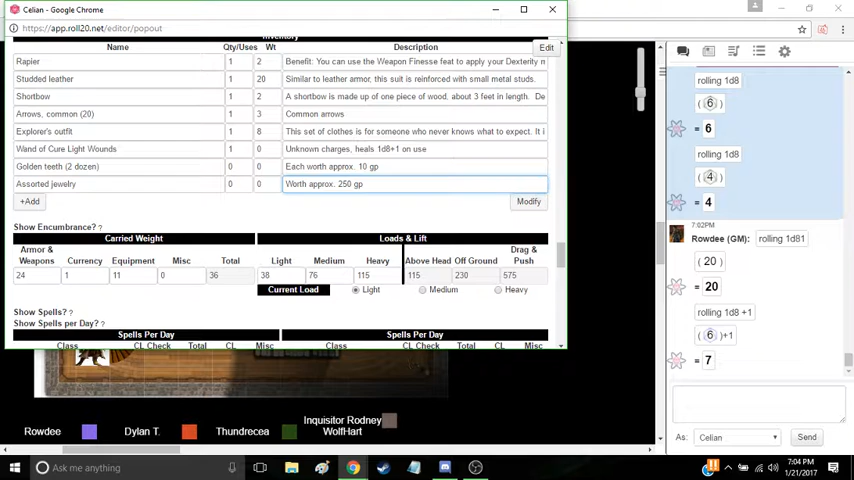 Celian - Google Chrome
https://app.roll20.net/editor/popout
Inventory
Edit
Name Qty/Uses Wt Description
Rapier 1 2 Benefit: You can use the Weapon Finesse feat to apply your Dexterity m
Studded leather 1 20 Similar to leather armor, this suit is reinforced with small metal studs.
Shortbow 1 2 A shortbow is made up of one piece of wood, about 3 feet in length. De
Arrows, common (20) 1 3 Common arrows
Explorer's outfit 1 8 This set of clothes is for someone who never knows what to expect. It i
Wand of Cure Light Wounds 1 0 Unknown charges, heals 1d8+1 on use
Golden teeth (2 dozen) 0 0 Each worth approx. 10 gp
Assorted jewelry 0 0 Worth approx. 250 gp
+Add Modify
Show Encumbrance? ?
Carried Weight Loads & Lift
Armor & Weapons Currency Equipment Misc Total Light Medium Heavy Above Head Off Ground Drag & Push
24 1 11 0 36 38 76 115 115 230 575
Current Load Light Medium Heavy
Show Spells? ?
Show Spells per Day? ?
Spells Per Day Spells Per Day
Class CL Check Total CL Misc Class CL Check Total CL Misc
rolling 1d8
(6)
= 6
rolling 1d8
(4)
= 4
7:02PM
Rowdee (GM): rolling 1d81
(20)
= 20
rolling 1d8 +1
(6)+1
= 7
As: Celian Send
Rowdee Dylan T. Thundrecea Inquisitor Rodney WolfHart
Ask me anything
7:04 PM
1/21/2017